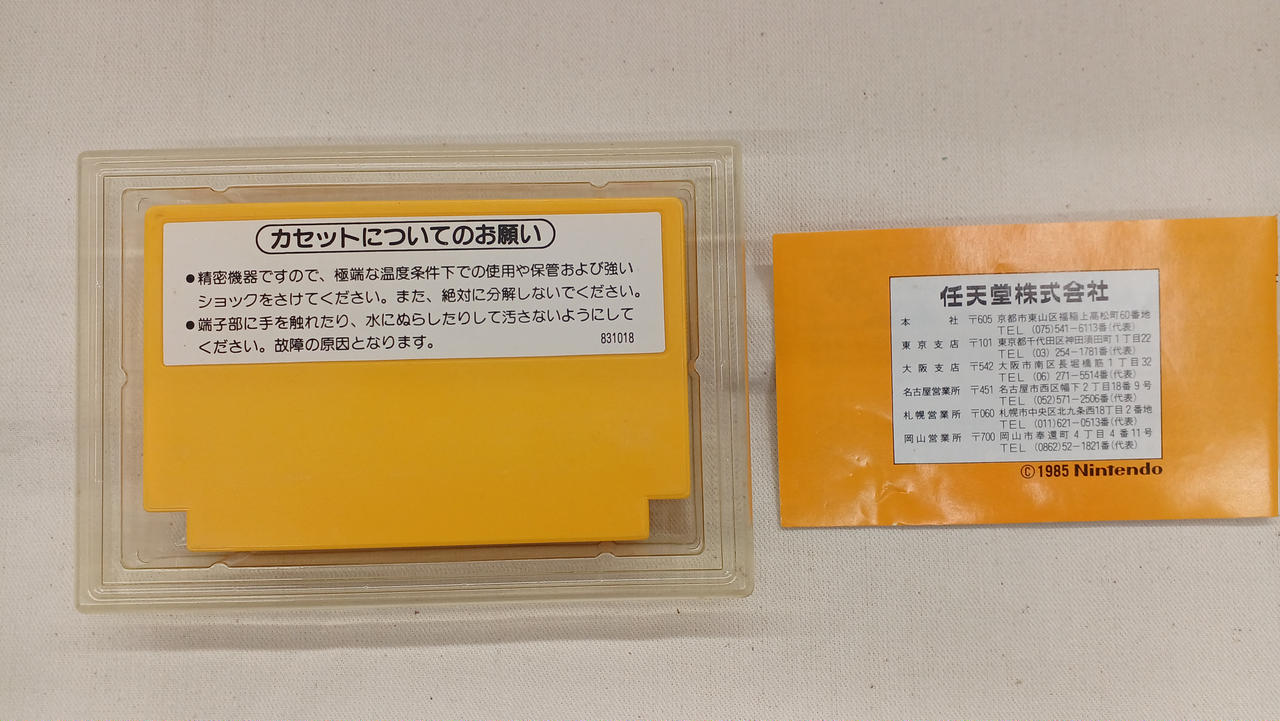 カセットについてのお願い
●精密機器ですので、極端な温度条件下での使用や保管および強い
ショックをさけてください。また、絶対に分解しないでください。
●端子部に手を触れたり、水にぬらしたりして汚さないようにして
ください。故障の原因となります。
831018
任天堂株式会社
本社 〒605 京都市東山区福稲上高松町60番地
TEL (075)541-6113番(代表)
東京支店 〒101 東京都千代田区神田須田町1丁目22
TEL (03) 254-1781番(代表)
大阪支店 〒542 大阪市南区長堀橋筋1丁目32
TEL (06) 271-5514番(代表)
名古屋営業所 〒451 名古屋市西区幅下2丁目18番9号
TEL (052)571-2506番(代表)
札幌営業所 〒060 札幌市中央区北九条西18丁目2番地
TEL (011)621-0513番(代表)
岡山営業所 〒700 岡山市奉還町4丁目4番11号
TEL (0862)52-1821番(代表)
©1985 Nintendo